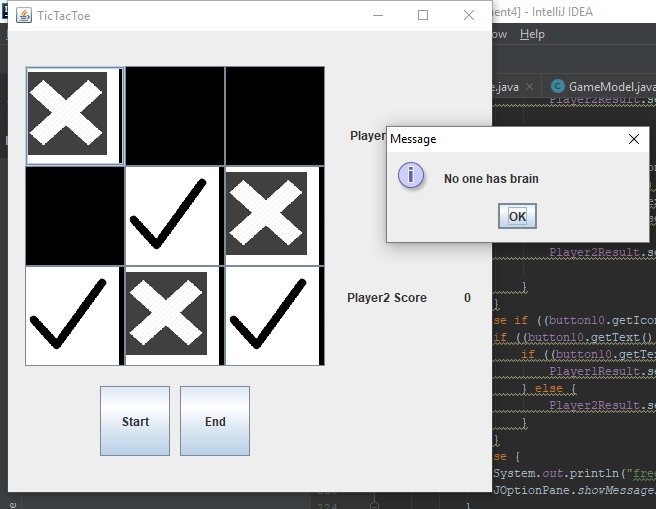 TicTacToe
ent4] - IntelliJ IDEA
ow Help
e.java
GameModel.java
Player2Result.se
Player
Message
No one has brain
OK
Player2Result.se
Player2 Score 0
}
}
se if ((button10.getIcon
if ((button10.getText()
if ((button10.getTex
Player1Result.se
} else {
Player2Result.se
}
}
Start
End
se {
System.out.println("free
JOptionPane.showMessage
224 }